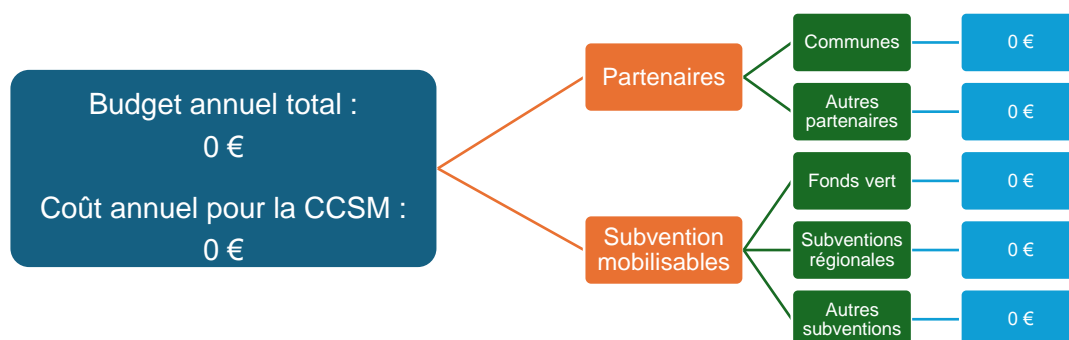 Budget annuel total :
0 €
Coût annuel pour la CCSM :
0 €
Partenaires
Communes
0 €
Autres
partenaires
0 €
Subvention
mobilisables
Fonds vert
0 €
Subventions
régionales
0 €
Autres
subventions
0 €